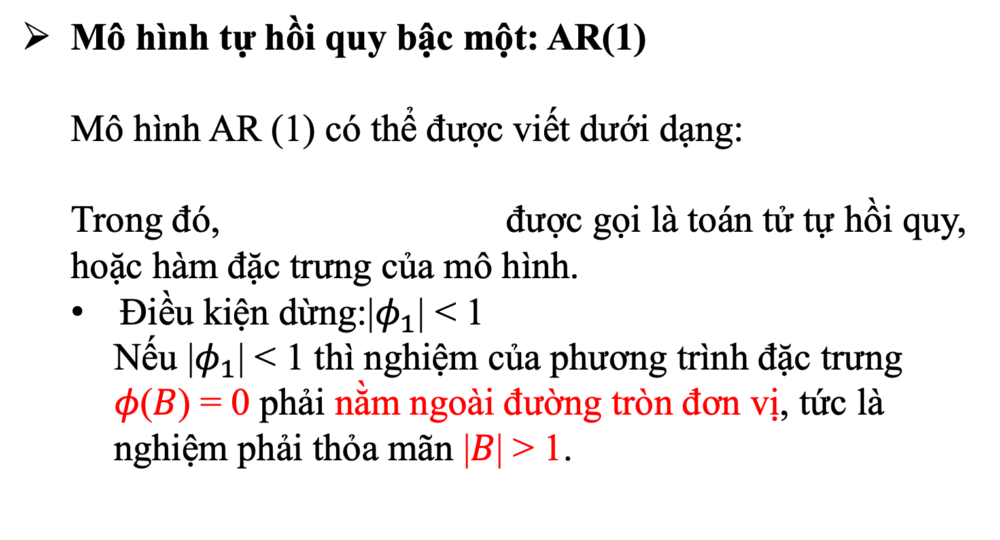 ➢ Mô hình tự hồi quy bậc một: AR(1)
Mô hình AR (1) có thể được viết dưới dạng:
Trong đó, được gọi là toán tử tự hồi quy,
hoặc hàm đặc trưng của mô hình.
• Điều kiện dừng:|ϕ₁| < 1
Nếu |ϕ₁| < 1 thì nghiệm của phương trình đặc trưng
ϕ(B) = 0 phải nằm ngoài đường tròn đơn vị, tức là
nghiệm phải thỏa mãn |B| > 1.